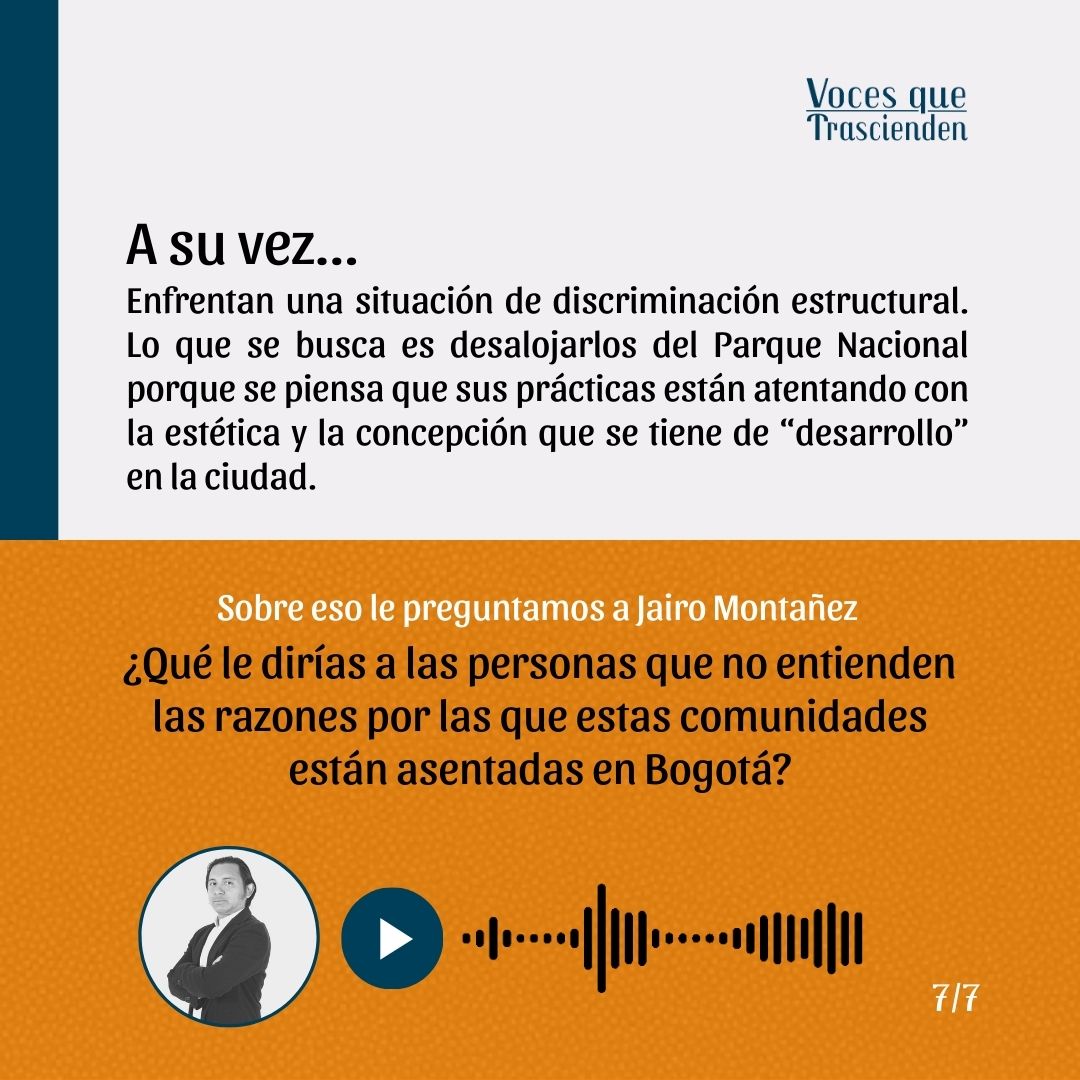 Voces que
Trascienden
A su vez...
Enfrentan una situación de discriminación estructural.
Lo que se busca es desalojarlos del Parque Nacional
porque se piensa que sus prácticas están atentando con
la estética y la concepción que se tiene de “desarrollo”
en la ciudad.
Sobre eso le preguntamos a Jairo Montañez
¿Qué le dirías a las personas que no entienden
las razones por las que estas comunidades
están asentadas en Bogotá?
7/7